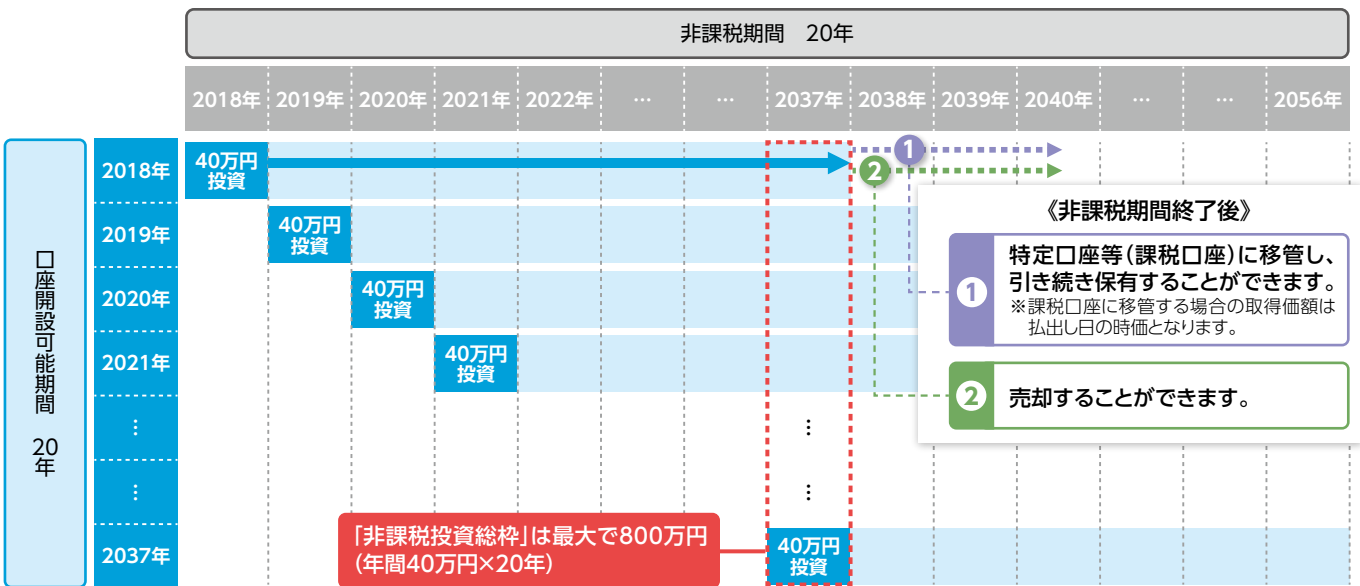 非課税期間　20年
2018年 2019年 2020年 2021年 2022年 … … 2037年 2038年 2039年 2040年 … … 2056年
口座開設可能期間　20年
2018年
40万円
投資
1
2
2019年
40万円
投資
2020年
40万円
投資
2021年
40万円
投資
…
…
…
…
2037年
40万円
投資
「非課税投資総枠」は最大で800万円
(年間40万円×20年)
《非課税期間終了後》
1
特定口座等(課税口座)に移管し、
引き続き保有することができます。
※課税口座に移管する場合の取得価額は
払出し日の時価となります。
2
売却することができます。